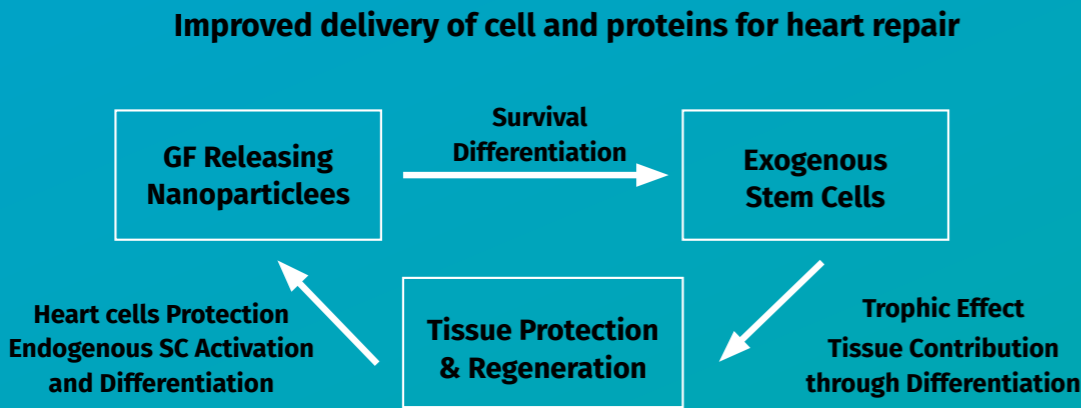 Improved delivery of cell and proteins for heart repair
Survival
Differentiation
GF Releasing
Nanoparticlees
Exogenous
Stem Cells
Heart cells Protection
Endogenous SC Activation
and Differentiation
Tissue Protection
& Regeneration
Trophic Effect
Tissue Contribution
through Differentiation